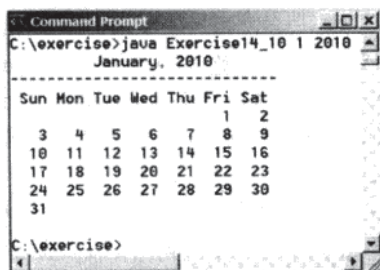 Command Prompt
C:\exercise>java Exercise14_10 1 2010
January, 2010
-----------------------------
Sun Mon Tue Wed Thu Fri Sat
1 2
3 4 5 6 7 8 9
10 11 12 13 14 15 16
17 18 19 20 21 22 23
24 25 26 27 28 29 30
31
C:\exercise>